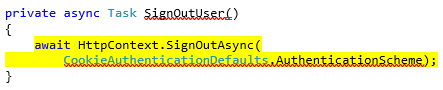 private async Task SignOutUser()
{
    await HttpContext.SignOutAsync(
        CookieAuthenticationDefaults.AuthenticationScheme);
}